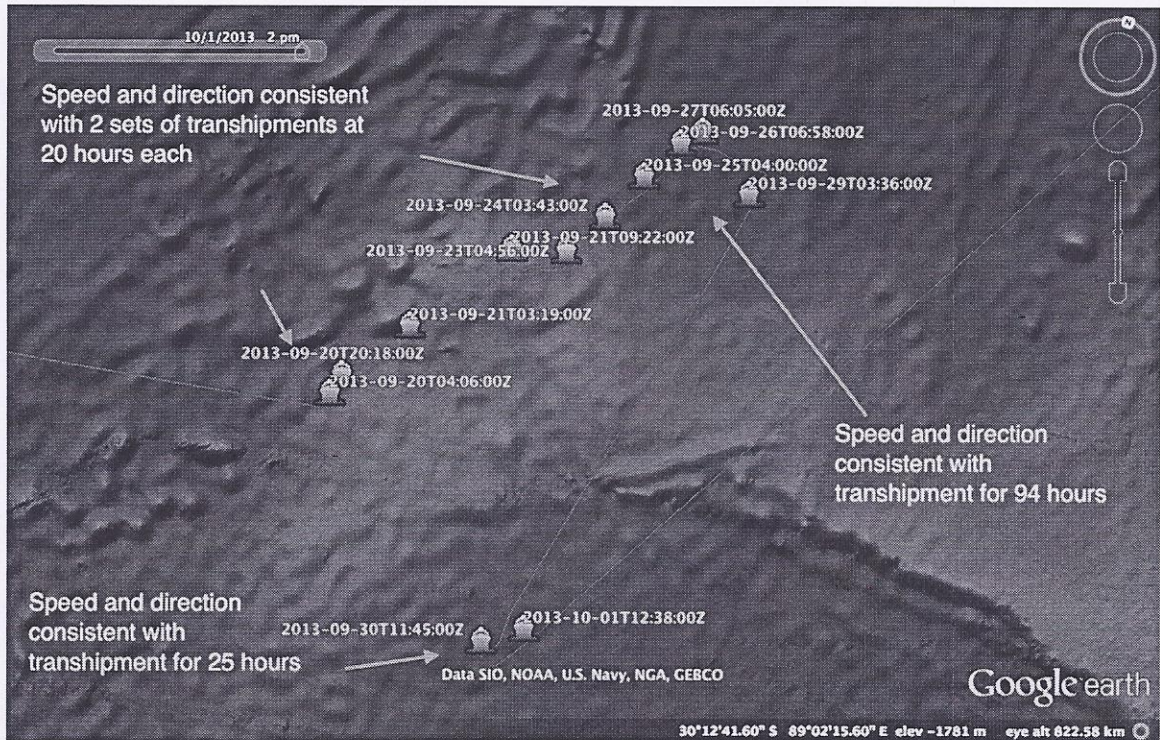 10/1/2013 2 pm
N
Speed and direction consistent
with 2 sets of transhipments at
20 hours each
2013-09-27T06:05:00Z
2013-09-26T06:58:00Z
2013-09-25T04:00:00Z
2013-09-29T03:36:00Z
2013-09-24T03:43:00Z
2013-09-21T09:22:00Z
2013-09-23T04:56:00Z
2013-09-21T03:19:00Z
2013-09-20T20:18:00Z
2013-09-20T04:06:00Z
Speed and direction
consistent with
transhipment for 94 hours
Speed and direction
consistent with
transhipment for 25 hours
2013-09-30T11:45:00Z
2013-10-01T12:38:00Z
Data SIO, NOAA, U.S. Navy, NGA, GEBCO
Google earth
30°12'41.60" S 89°02'15.60" E elev -1781 m eye alt 822.58 km